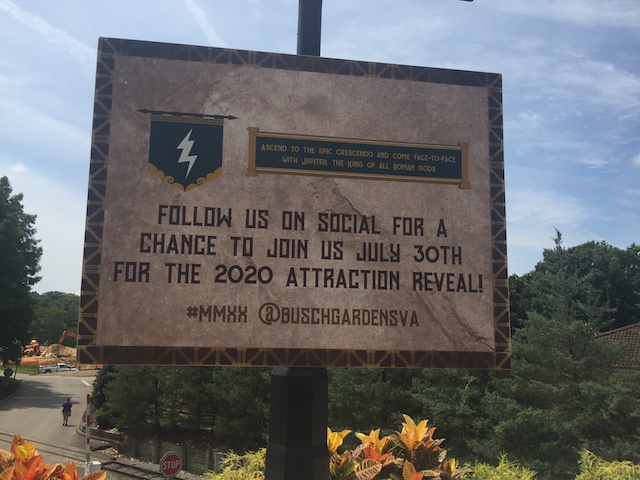 Ascend to the epic crescendo and come face-to-face
with Jupiter, the King of all Roman gods
FOLLOW US ON SOCIAL FOR A
CHANCE TO JOIN US JULY 30TH
FOR THE 2020 ATTRACTION REVEAL!
#MMXX @BUSCHGARDENSVA
STOP